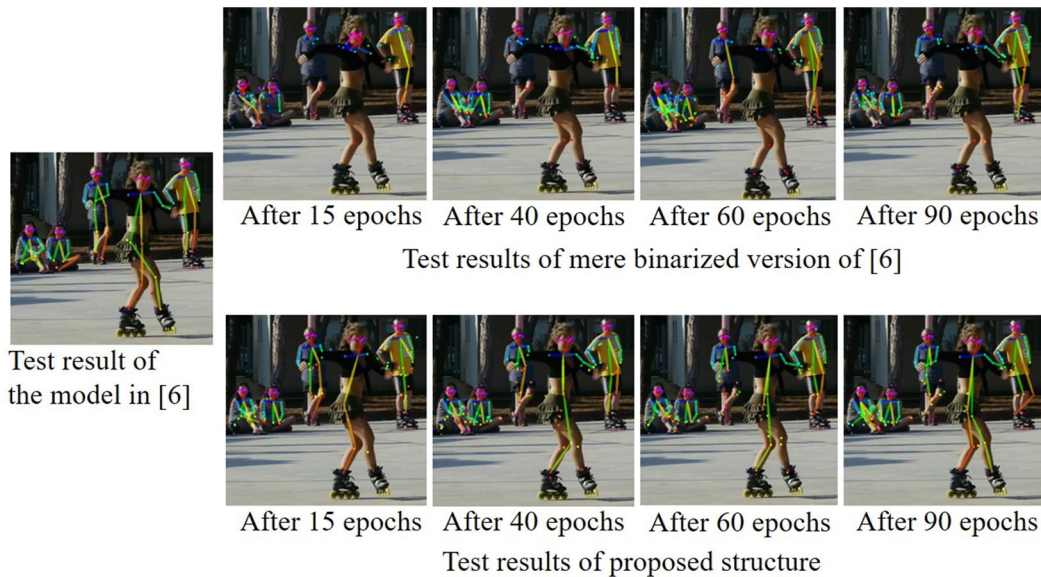 Test result of
the model in [6]
After 15 epochs
After 40 epochs
After 60 epochs
After 90 epochs
Test results of mere binarized version of [6]
After 15 epochs
After 40 epochs
After 60 epochs
After 90 epochs
Test results of proposed structure